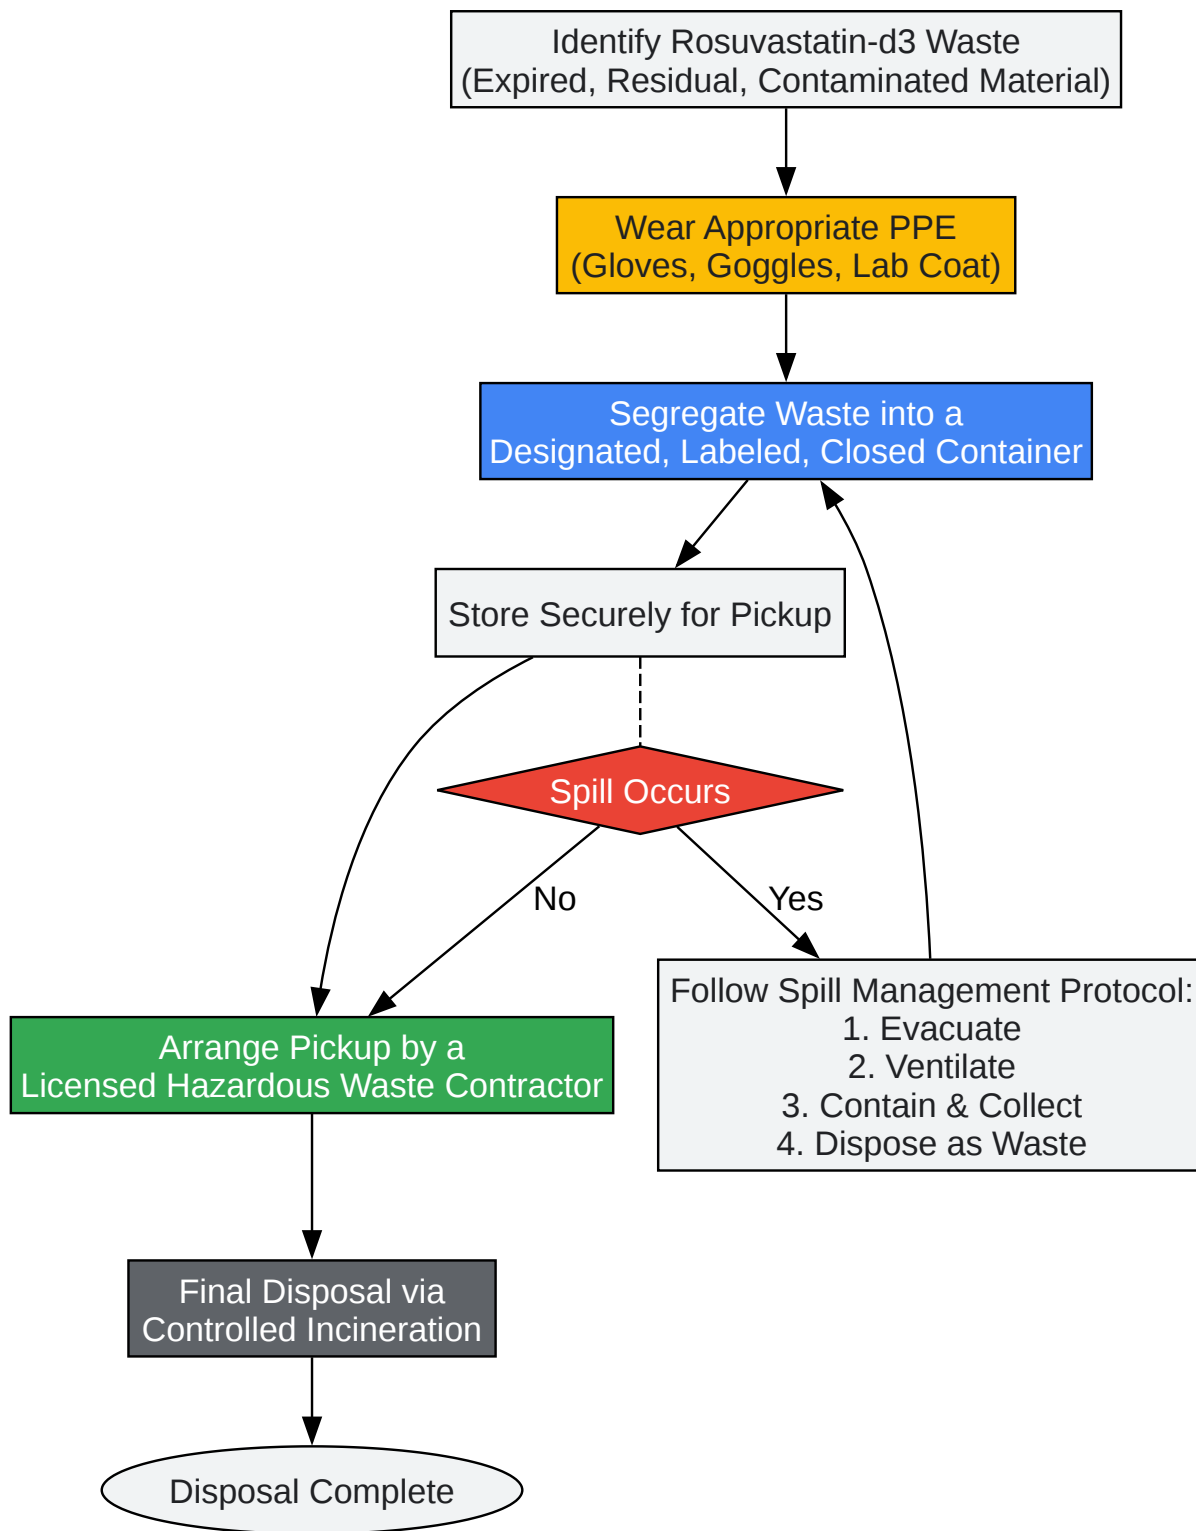 Identify Rosuvastatin-d3 Waste
(Expired, Residual, Contaminated Material)
Wear Appropriate PPE
(Gloves, Goggles, Lab Coat)
Segregate Waste into a
Designated, Labeled, Closed Container
Store Securely for Pickup
Spill Occurs
No
Yes
Follow Spill Management Protocol:
1. Evacuate
2. Ventilate
3. Contain & Collect
4. Dispose as Waste
Arrange Pickup by a
Licensed Hazardous Waste Contractor
Final Disposal via
Controlled Incineration
Disposal Complete